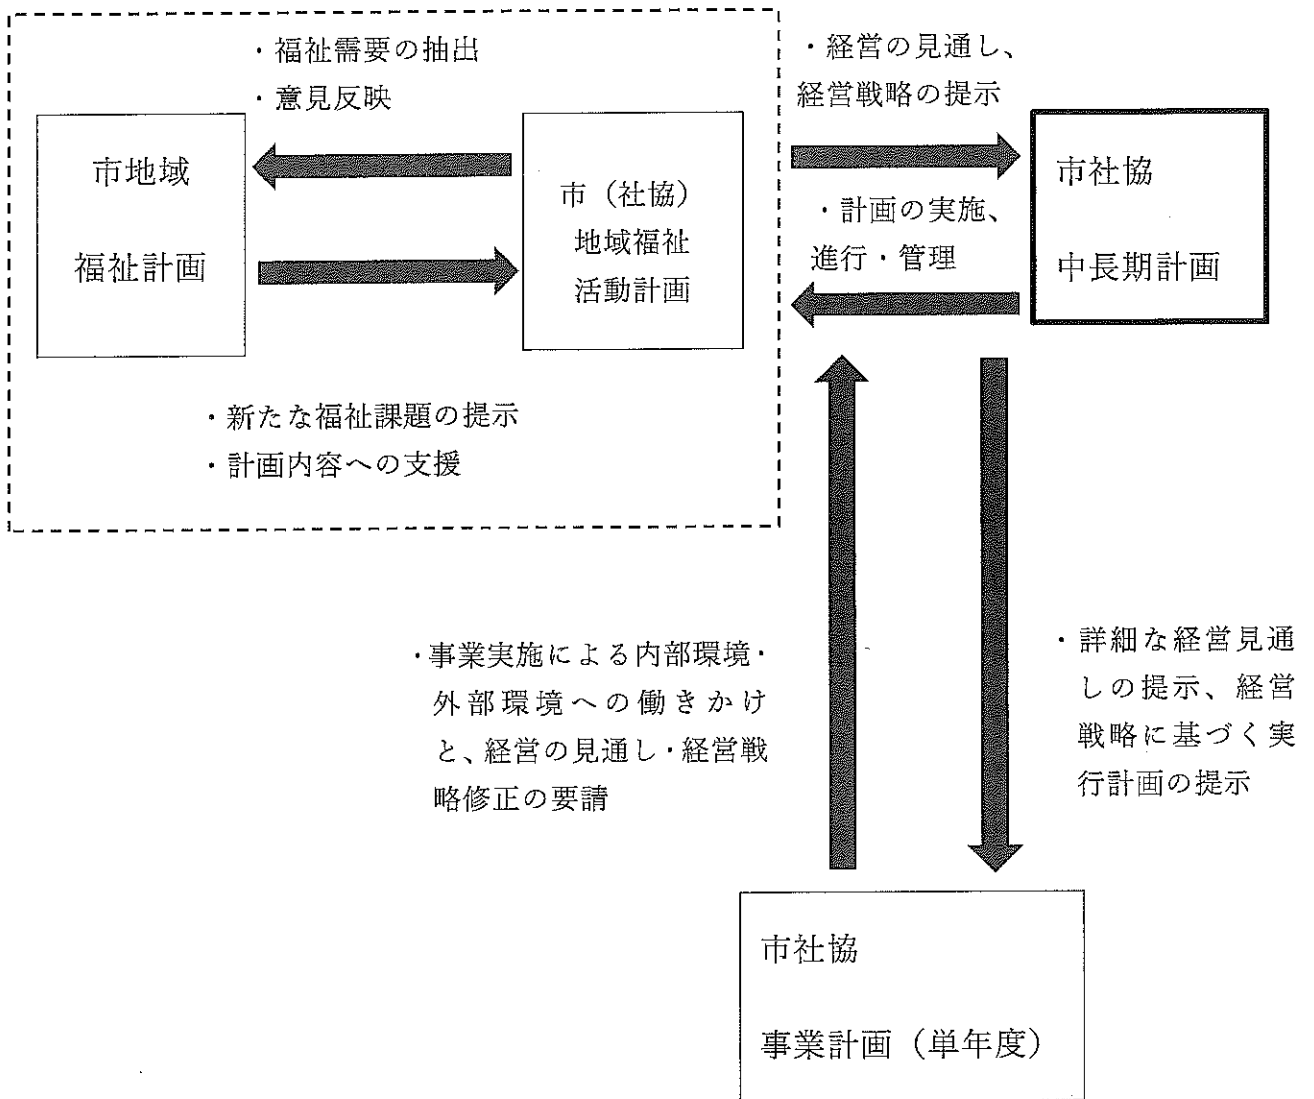 ・福祉需要の抽出
・意見反映
市地域
福祉計画
市（社協）
地域福祉
活動計画
・新たな福祉課題の提示
・計画内容への支援
・経営の見通し、
経営戦略の提示
・計画の実施、
進行・管理
市社協
中長期計画
・事業実施による内部環境・
外部環境への働きかけ
と、経営の見通し・経営戦
略修正の要請
・詳細な経営見通
しの提示、経営
戦略に基づく実
行計画の提示
市社協
事業計画（単年度）